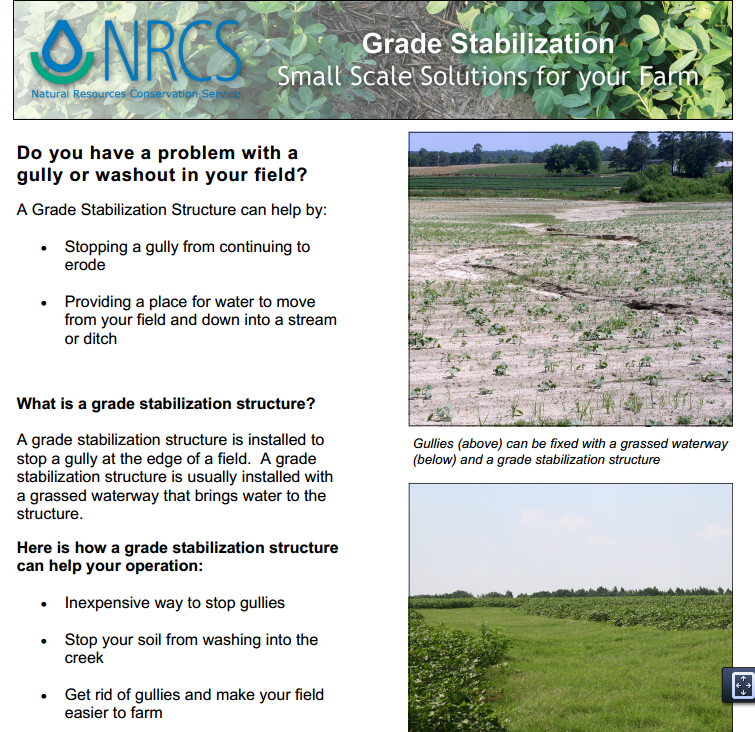 NRCS
Natural Resources Conservation Service
Grade Stabilization
Small Scale Solutions for your Farm
Do you have a problem with a
gully or washout in your field?
A Grade Stabilization Structure can help by:
• Stopping a gully from continuing to
erode
• Providing a place for water to move
from your field and down into a stream
or ditch
What is a grade stabilization structure?
A grade stabilization structure is installed to
stop a gully at the edge of a field.  A grade
stabilization structure is usually installed with
a grassed waterway that brings water to the
structure.
Here is how a grade stabilization structure
can help your operation:
• Inexpensive way to stop gullies
• Stop your soil from washing into the
creek
• Get rid of gullies and make your field
easier to farm
Gullies (above) can be fixed with a grassed waterway
(below) and a grade stabilization structure